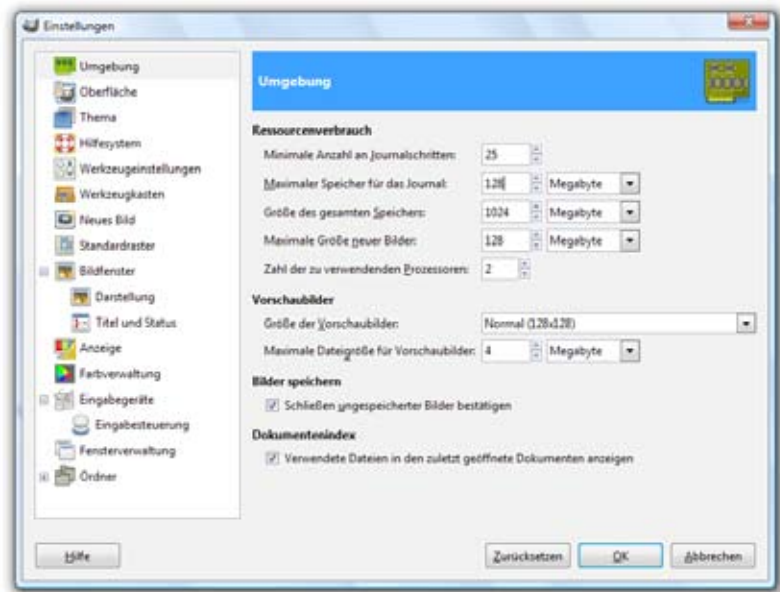 Einstellungen
Umgebung
Oberfläche
Thema
Hilfesystem
Werkzeugeinstellungen
Werkzeugkasten
Neues Bild
Standardraster
Bildfenster
Darstellung
Titel und Status
Anzeige
Farbverwaltung
Eingabegeräte
Eingabesteuerung
Fensterverwaltung
Ordner
Umgebung
Ressourcenverbrauch
Minimale Anzahl an Journalschritten: 25
Maximaler Speicher für das Journal: 128 Megabyte
Größe des gesamten Speichers: 1024 Megabyte
Maximale Größe neuer Bilder: 128 Megabyte
Zahl der zu verwendenden Prozessoren: 2
Vorschaubilder
Größe der Vorschaubilder: Normal (128x128)
Maximale Dateigröße für Vorschaubilder: 4 Megabyte
Bilder speichern
Schließen ungespeicherter Bilder bestätigen
Dokumentenindex
Verwendete Dateien in den zuletzt geöffnete Dokumenten anzeigen
Hilfe Zurücksetzen OK Abbrechen